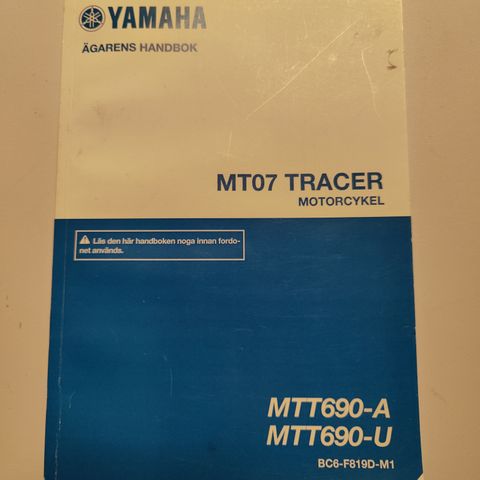 YAMAHA
ÄGARENS HANDBOK
MT07 TRACER
MOTORCYKEL
Läs den här handboken noga innan fordo-
net används.
MTT690-A
MTT690-U
BC6-F819D-M1